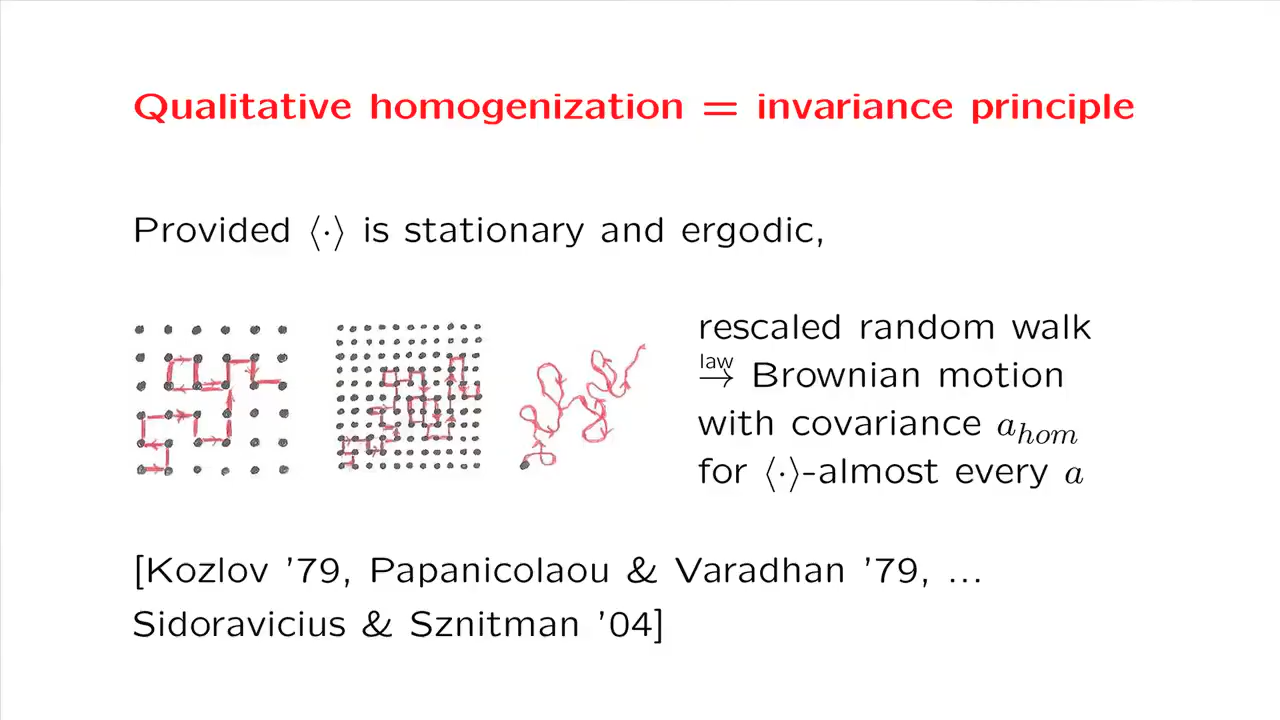 Qualitative homogenization = invariance principle
Provided ⟨·⟩ is stationary and ergodic,
rescaled random walk
law
→ Brownian motion
with covariance a_hom
for ⟨·⟩-almost every a
[Kozlov ’79, Papanicolaou & Varadhan ’79, ...
Sidoravicius & Sznitman ’04]